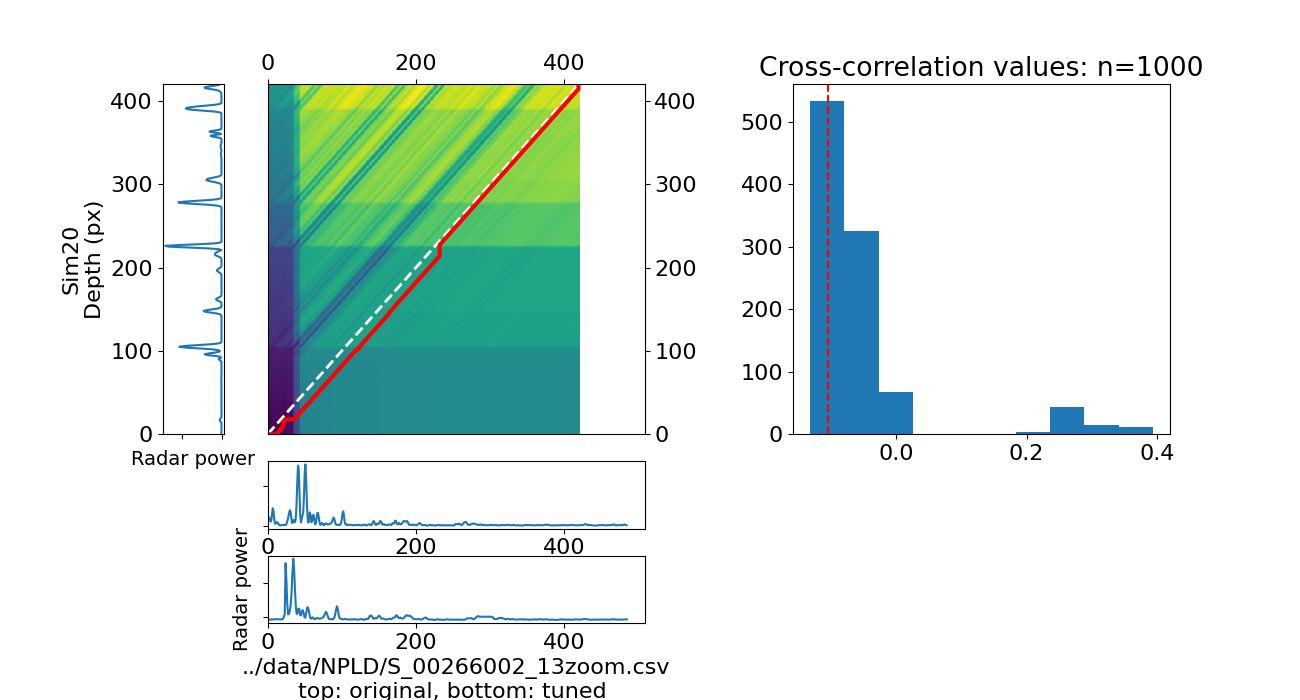 0 200 400
Cross-correlation values: n=1000
400 300 200 100 0
Sim20
Depth (px)
400 300 200 100 0
500 400 300 200 100 0
0.0 0.2 0.4
Radar power
0 200 400
Radar power
0 200 400
../data/NPLD/S_00266002_13zoom.csv
top: original, bottom: tuned